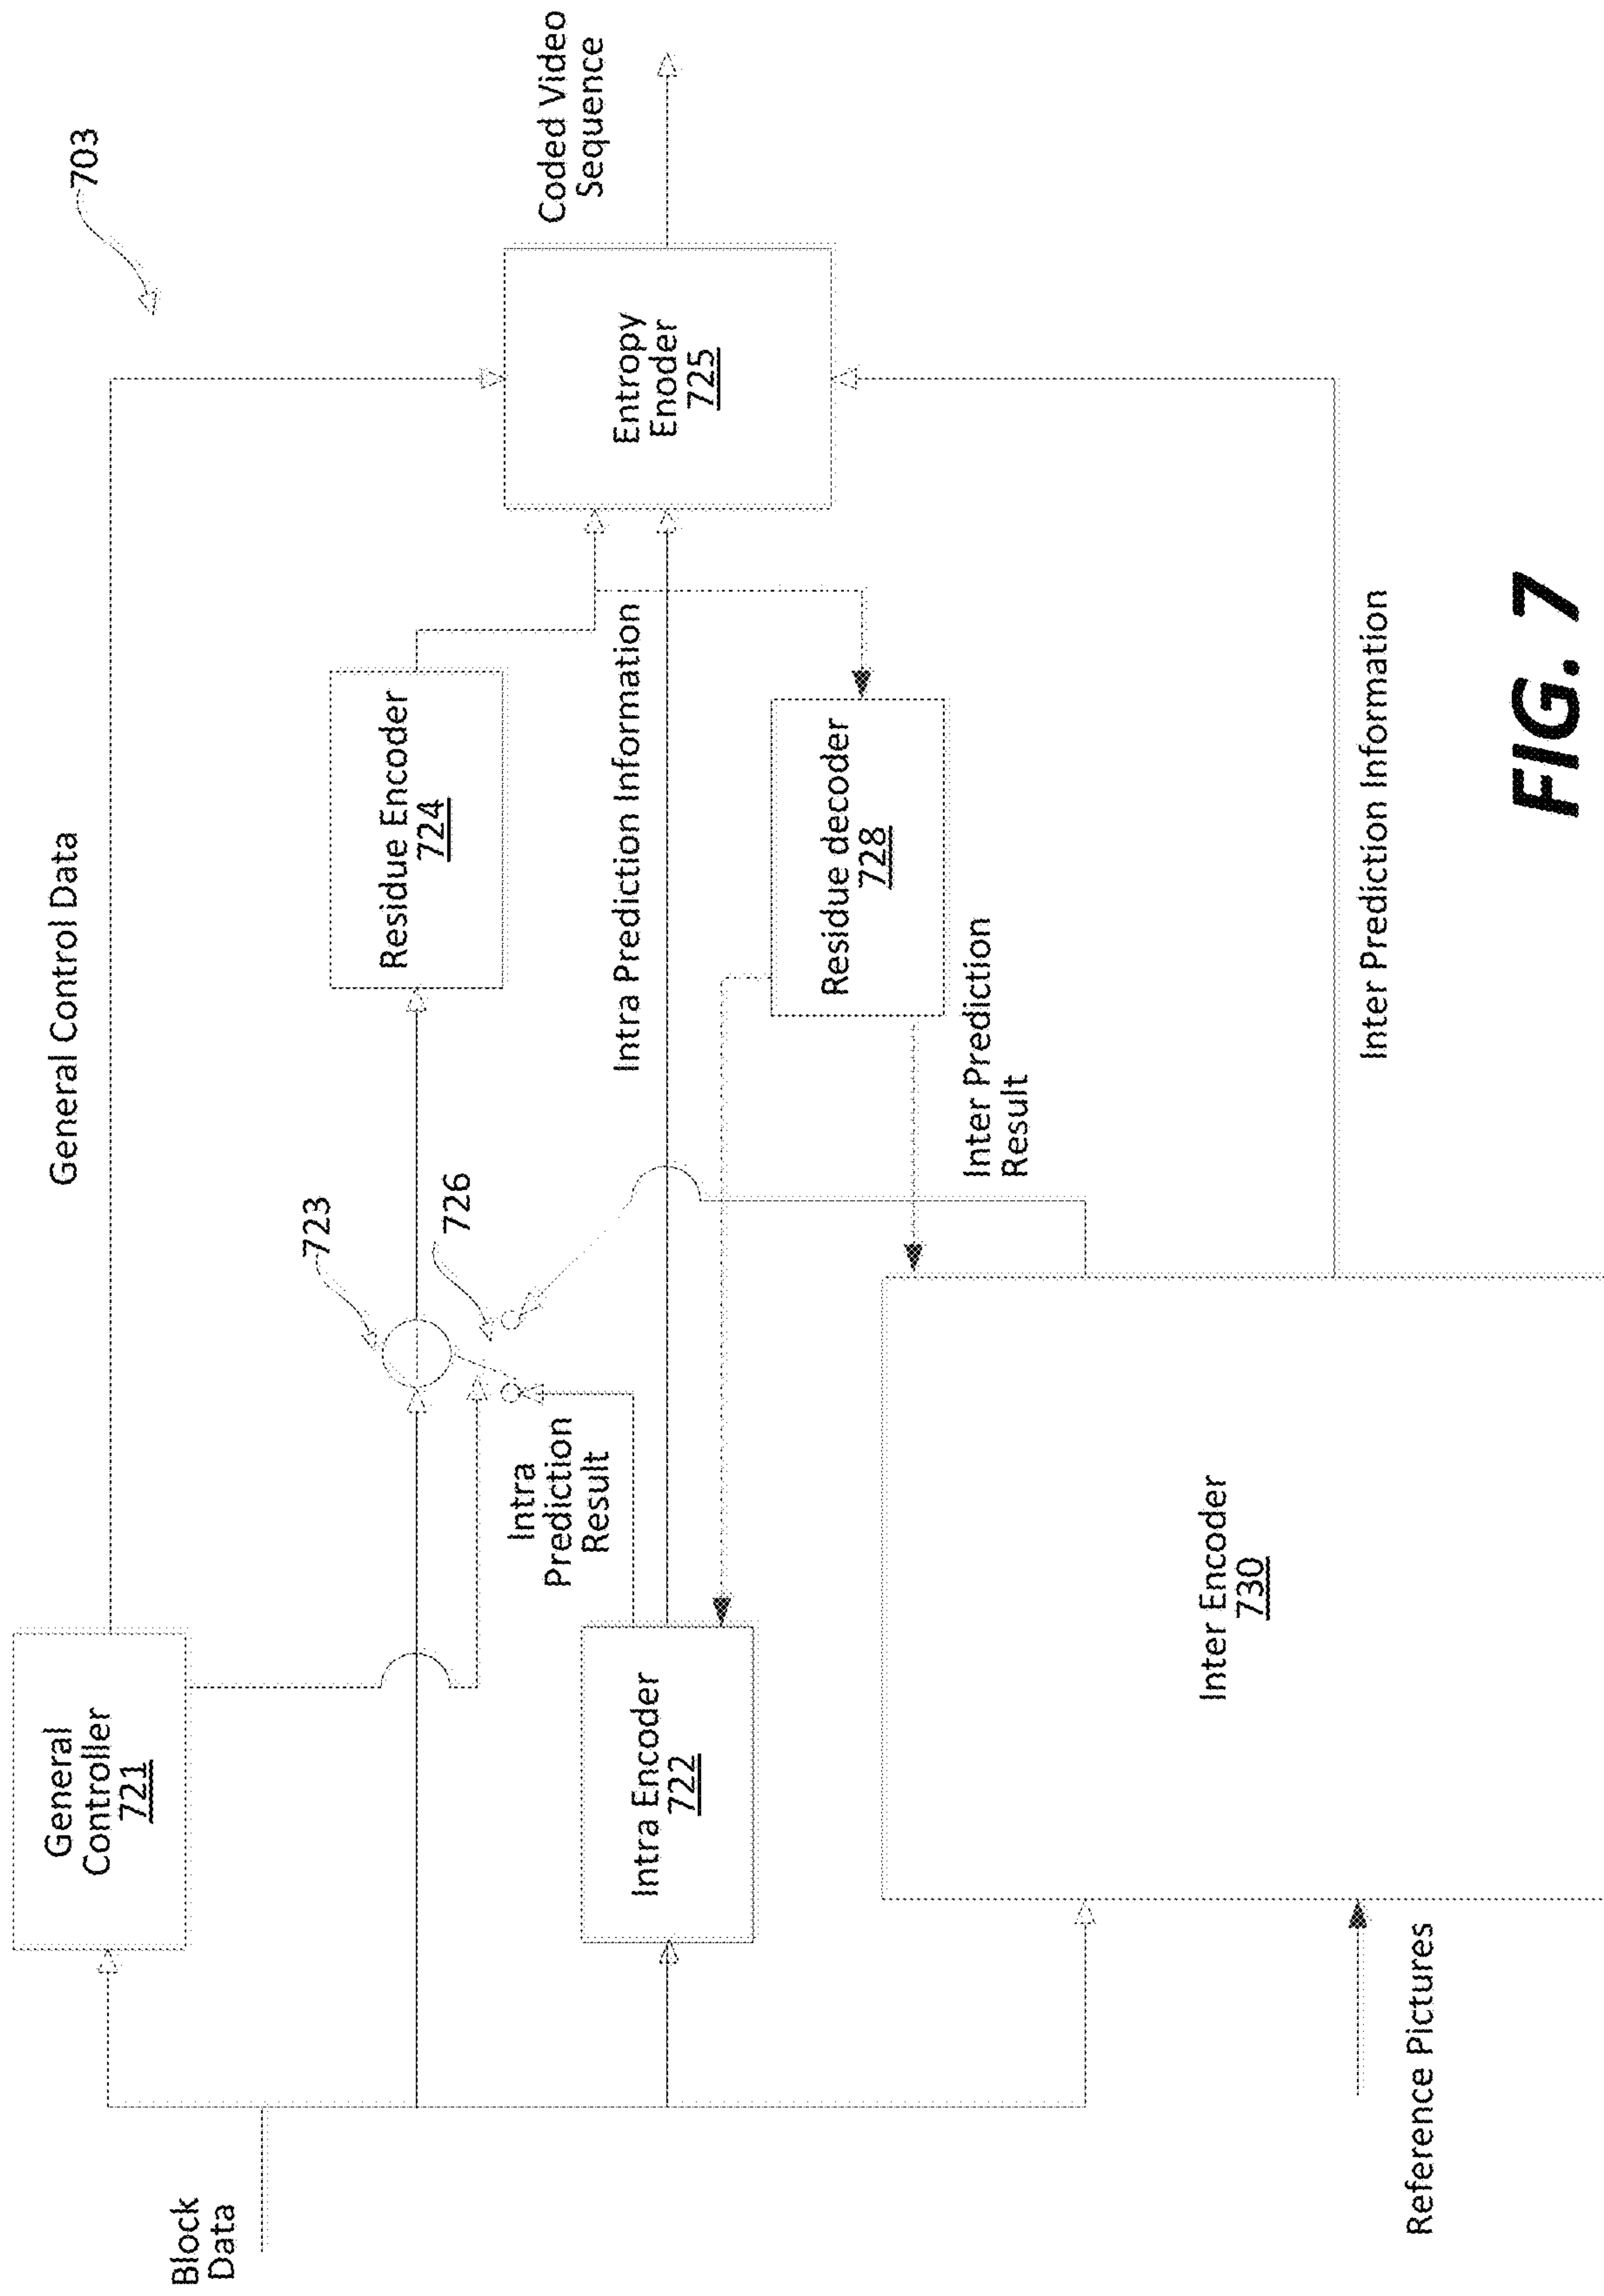 703
General Control Data
Coded Video
Sequence
General
Controller
721
723
726
Residue Encoder
724
Entropy
Enoder
725
Block
Data
Intra
Prediction
Result
Intra Prediction Information
Intra Encoder
722
Residue decoder
728
Inter Prediction
Result
Inter Encoder
730
Inter Prediction Information
Reference Pictures
FIG. 7